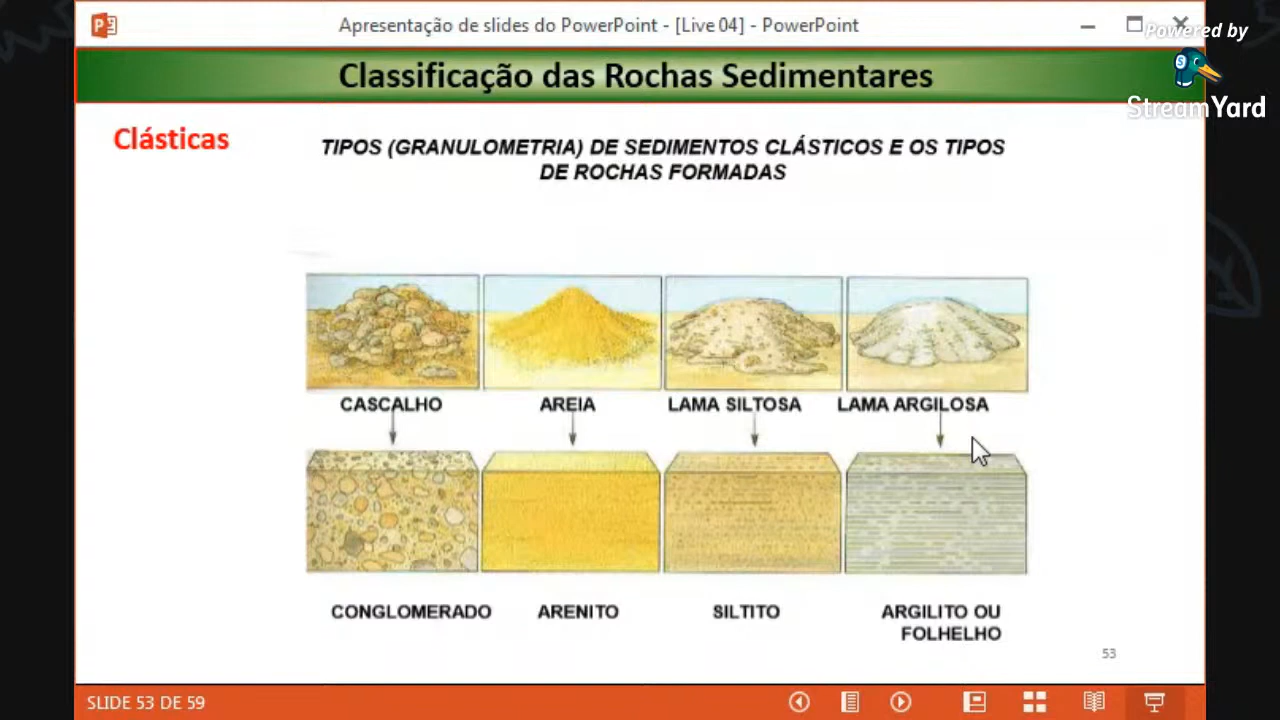 Apresentação de slides do PowerPoint - [Live 04] - PowerPoint
Powered by
StreamYard
Classificação das Rochas Sedimentares
Clásticas
TIPOS (GRANULOMETRIA) DE SEDIMENTOS CLÁSTICOS E OS TIPOS
DE ROCHAS FORMADAS
CASCALHO
AREIA
LAMA SILTOSA
LAMA ARGILOSA
CONGLOMERADO
ARENITO
SILTITO
ARGILITO OU
FOLHELHO
53
SLIDE 53 DE 59